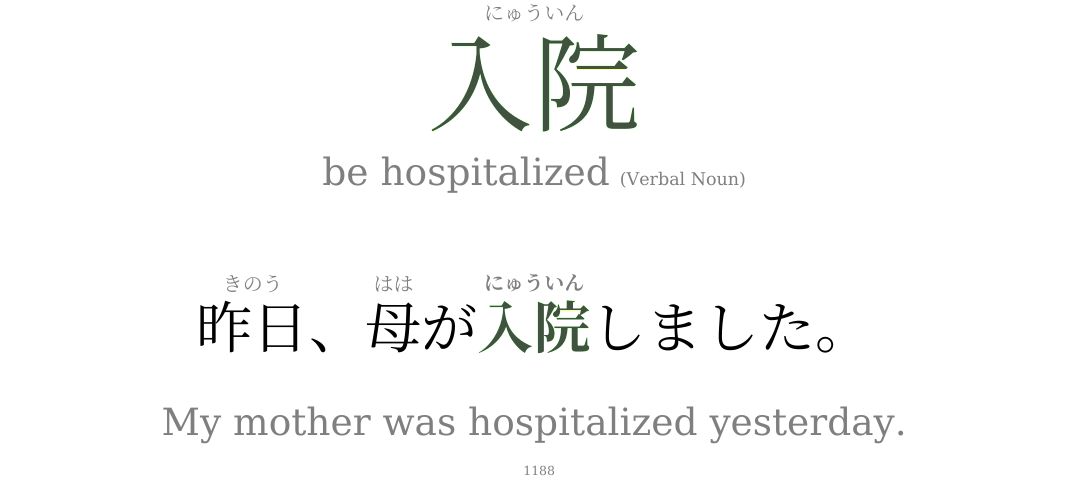 にゅういん
入院
be hospitalized (Verbal Noun)
きのう はは にゅういん
昨日、母が入院しました。
My mother was hospitalized yesterday.
1188